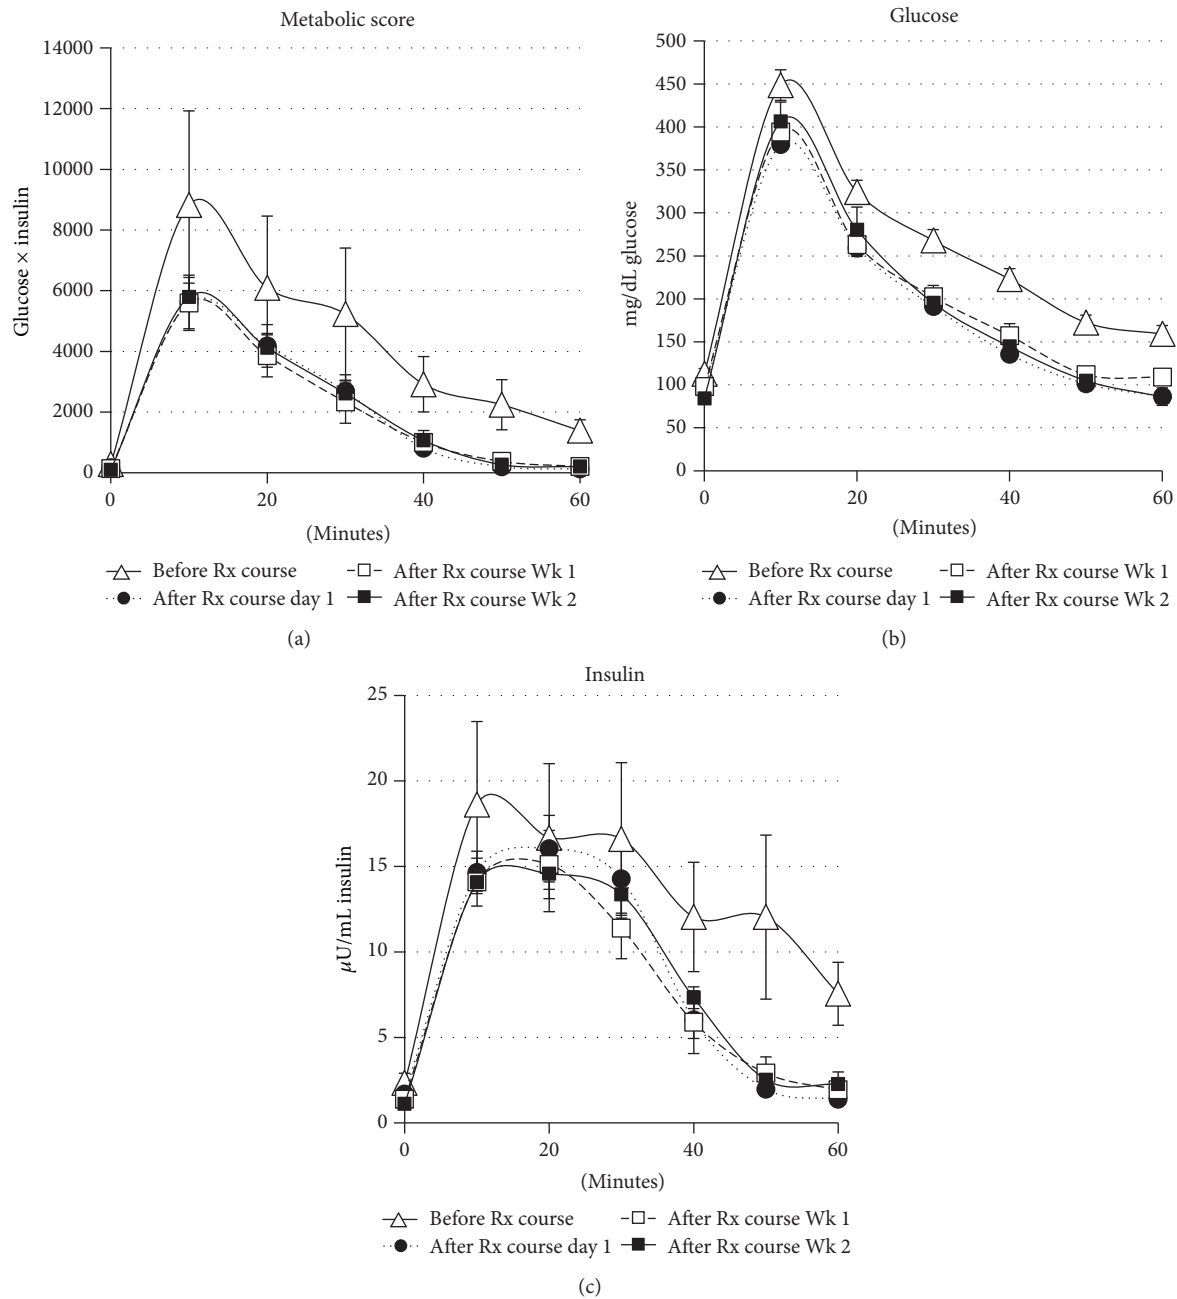 Metabolic score
14000
12000
10000
8000
6000
4000
2000
0
Glucose × insulin
0 20 40 60
(Minutes)
Before Rx course After Rx course Wk 1
After Rx course day 1 After Rx course Wk 2
(a)
Glucose
500
450
400
350
300
250
200
150
100
50
0
mg/dL glucose
0 20 40 60
(Minutes)
Before Rx course After Rx course Wk 1
After Rx course day 1 After Rx course Wk 2
(b)
Insulin
25
20
15
10
5
0
μU/mL insulin
0 20 40 60
(Minutes)
Before Rx course After Rx course Wk 1
After Rx course day 1 After Rx course Wk 2
(c)